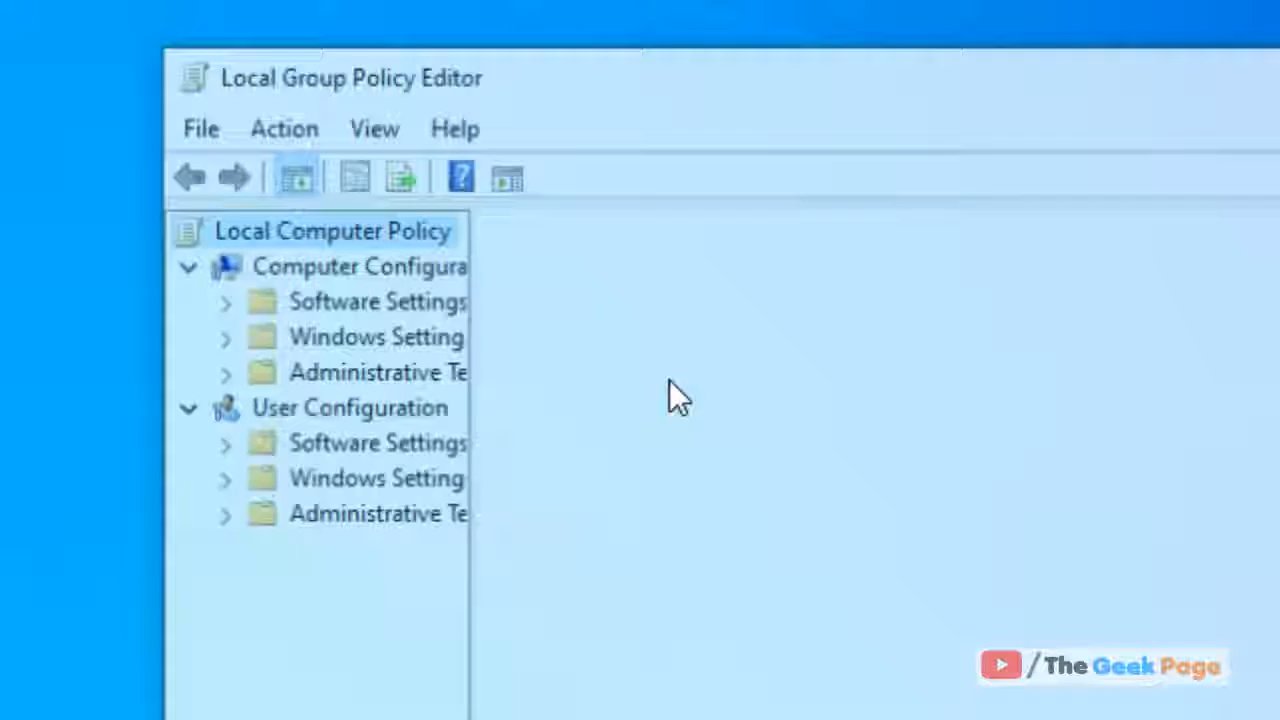 Local Group Policy Editor
File Action View Help
?
Local Computer Policy
Computer Configura
Software Settings
Windows Setting
Administrative Te
User Configuration
Software Settings
Windows Setting
Administrative Te
/The Geek Page